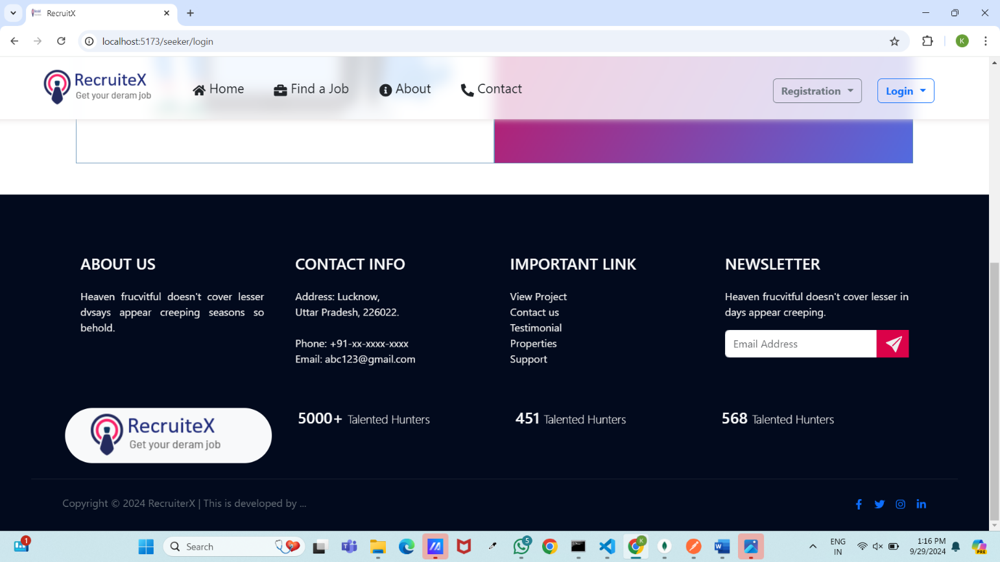 RecruitX
localhost:5173/seeker/login
K
RecruiteX
Get your deram job
Home
Find a Job
About
Contact
Registration
Login
ABOUT US
Heaven frucvitful doesn't cover lesser
dvsays appear creeping seasons so
behold.
CONTACT INFO
Address: Lucknow,
Uttar Pradesh, 226022.
Phone: +91-xx-xxxx-xxxx
Email: abc123@gmail.com
IMPORTANT LINK
View Project
Contact us
Testimonial
Properties
Support
NEWSLETTER
Heaven frucvitful doesn't cover lesser in
days appear creeping.
Email Address
RecruiteX
Get your deram job
5000+ Talented Hunters
451 Talented Hunters
568 Talented Hunters
Copyright © 2024 RecruiterX | This is developed by ...
1
Search
5
K
ENG
IN
1:16 PM
9/29/2024
PRE